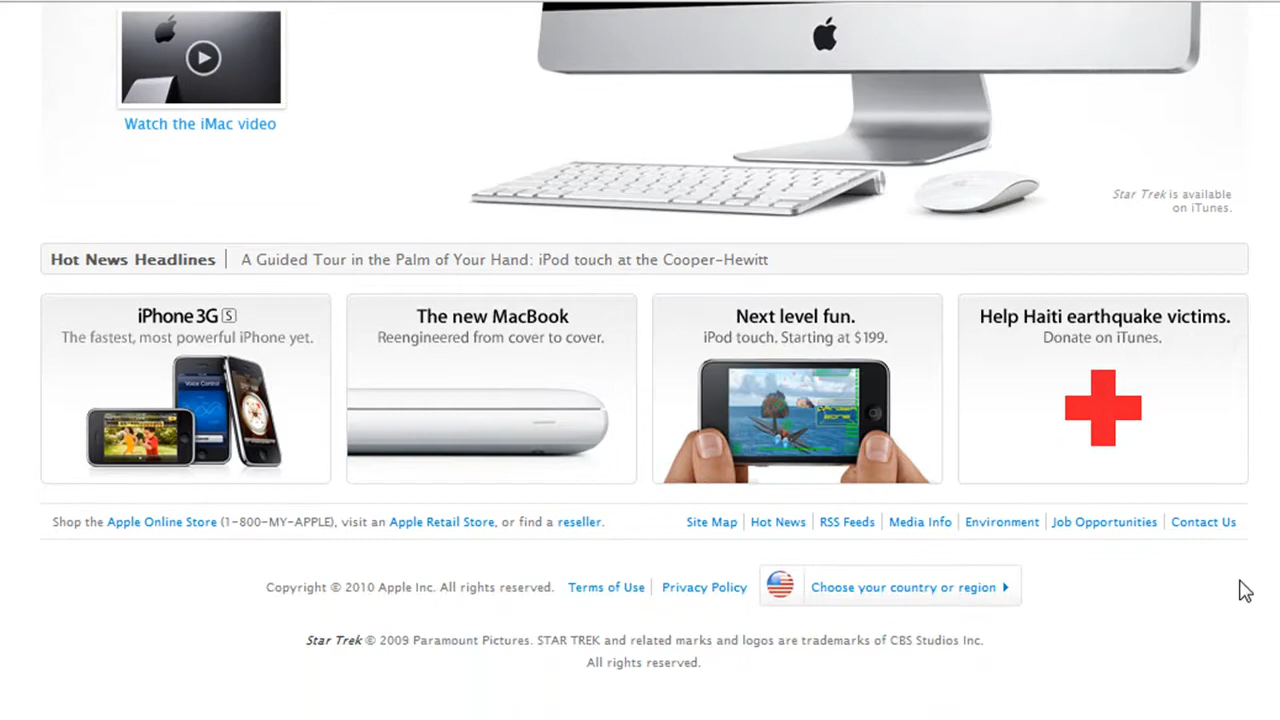 Watch the iMac video
Star Trek is available
on iTunes.
Hot News Headlines A Guided Tour in the Palm of Your Hand: iPod touch at the Cooper-Hewitt
iPhone 3G S
The fastest, most powerful iPhone yet.
Voice Control
The new MacBook
Reengineered from cover to cover.
Next level fun.
iPod touch. Starting at $199.
Help Haiti earthquake victims.
Donate on iTunes.
Shop the Apple Online Store (1-800-MY-APPLE), visit an Apple Retail Store, or find a reseller.
Site Map Hot News RSS Feeds Media Info Environment Job Opportunities Contact Us
Copyright © 2010 Apple Inc. All rights reserved. Terms of Use Privacy Policy Choose your country or region
Star Trek © 2009 Paramount Pictures. STAR TREK and related marks and logos are trademarks of CBS Studios Inc.
All rights reserved.